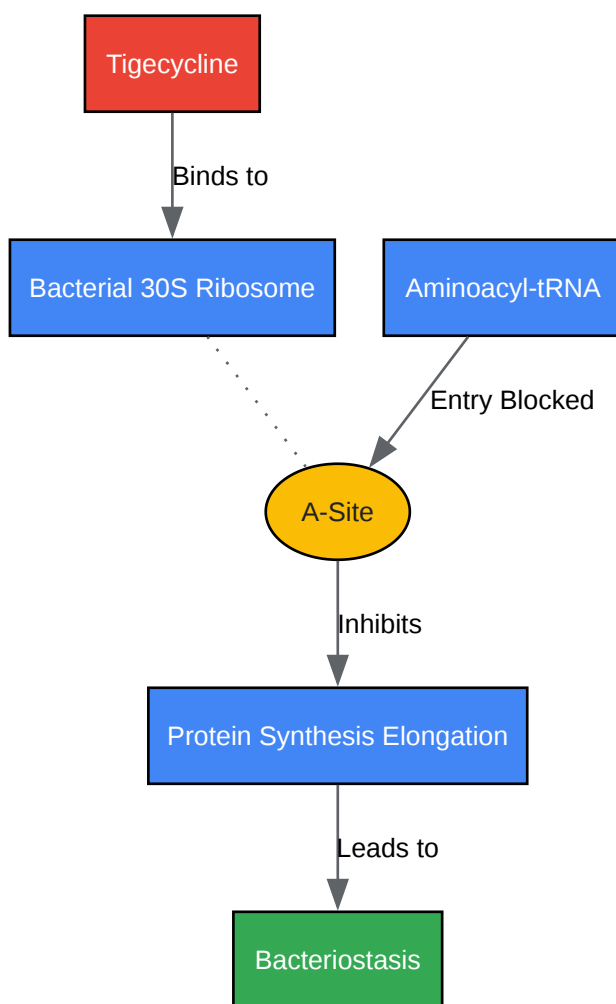 Tigecycline
Binds to
Bacterial 30S Ribosome
Aminoacyl-tRNA
Entry Blocked
A-Site
Inhibits
Protein Synthesis Elongation
Leads to
Bacteriostasis